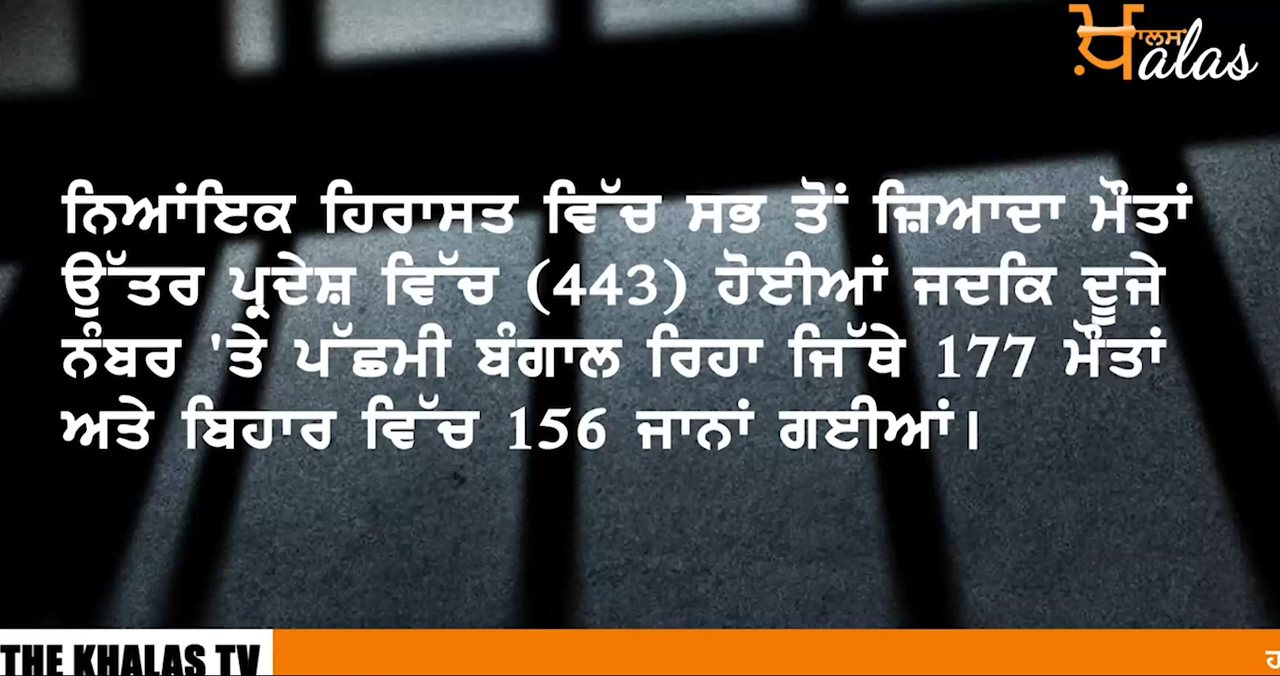 ਖ਼ਾਲਸ
alas
ਨਿਆਂਇਕ ਹਿਰਾਸਤ ਵਿੱਚ ਸਭ ਤੋਂ ਜ਼ਿਆਦਾ ਮੌਤਾਂ
ਉੱਤਰ ਪ੍ਰਦੇਸ਼ ਵਿੱਚ (443) ਹੋਈਆਂ ਜਦਕਿ ਦੂਜੇ
ਨੰਬਰ 'ਤੇ ਪੱਛਮੀ ਬੰਗਾਲ ਰਿਹਾ ਜਿੱਥੇ 177 ਮੌਤਾਂ
ਅਤੇ ਬਿਹਾਰ ਵਿੱਚ 156 ਜਾਨਾਂ ਗਈਆਂ।
THE KHALAS TV